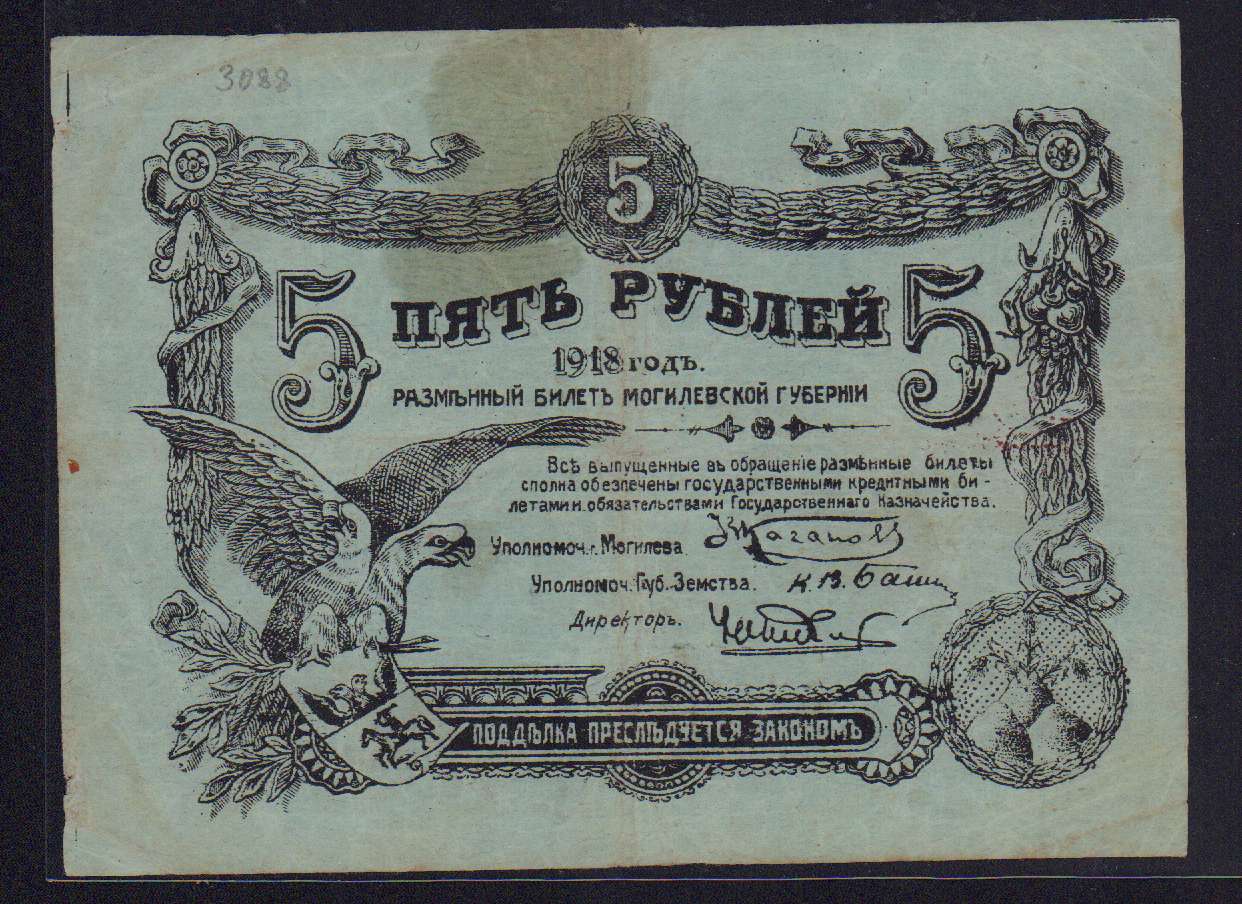 3088
5
5 ПЯТЬ РУБЛЕЙ 5
1918 годъ.
РАЗМѢННЫЙ БИЛЕТЪ МОГИЛЕВСКОЙ ГУБЕРНІИ
Всѣ выпущенные въ обращеніе размѣнные билеты
сполна обезпечены государственными кредитными би-
летами и обязательствами Государственнаго Казначейства.
Уполномоч. г. Могилева
Уполномоч. Губ. Земства.
Директоръ.
ПОДДѢЛКА ПРЕСЛѢДУЕТСЯ ЗАКОНОМЪ